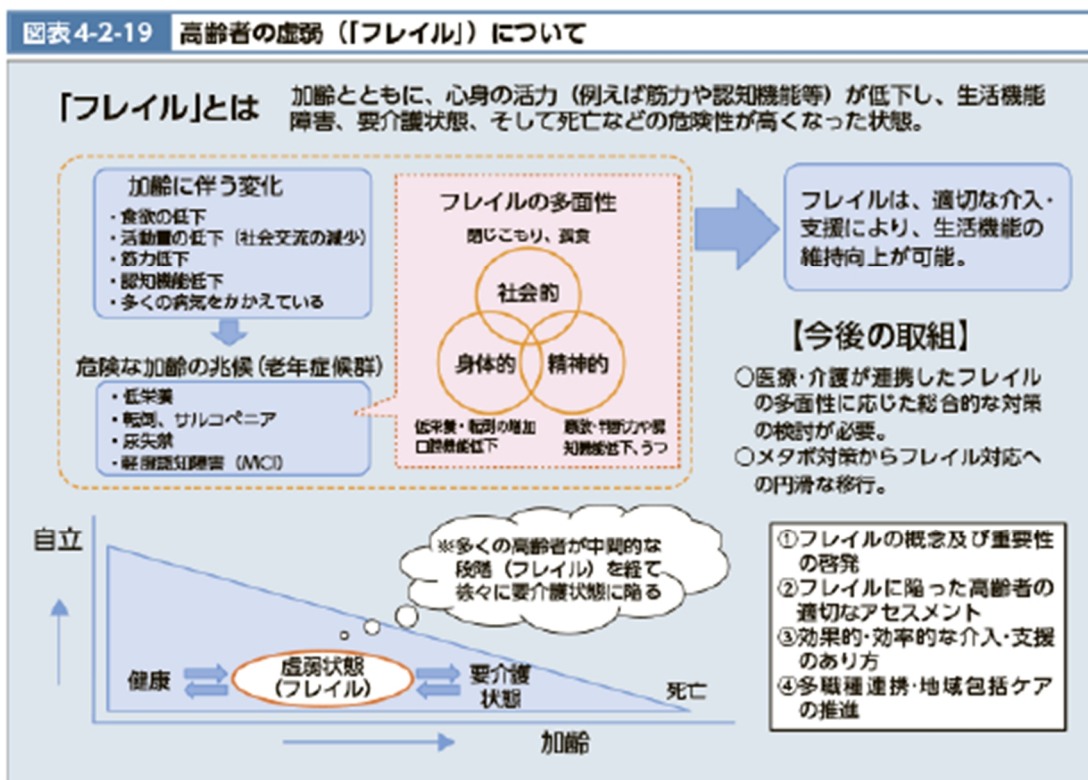 図表4-2-19 高齢者の虚弱（「フレイル」）について
「フレイル」とは
加齢とともに、心身の活力（例えば筋力や認知機能等）が低下し、生活機能
障害、要介護状態、そして死亡などの危険性が高くなった状態。
加齢に伴う変化
・食欲の低下
・活動量の低下（社会交流の減少）
・筋力低下
・認知機能低下
・多くの病気をかかえている
危険な加齢の兆候（老年症候群）
・低栄養
・転倒、サルコペニア
・尿失禁
・軽度認知障害（MCI）
フレイルの多面性
閉じこもり、孤食
社会的
身体的
精神的
低栄養・転倒の増加
口腔機能低下
意欲・判断力や認
知機能低下、うつ
フレイルは、適切な介入・
支援により、生活機能の
維持向上が可能。
【今後の取組】
○医療・介護が連携したフレイル
の多面性に応じた総合的な対策
の検討が必要。
○メタボ対策からフレイル対応へ
の円滑な移行。
①フレイルの概念及び重要性
の啓発
②フレイルに陥った高齢者の
適切なアセスメント
③効果的・効率的な介入・支援
のあり方
④多職種連携・地域包括ケア
の推進
自立
※多くの高齢者が中間的な
段階（フレイル）を経て
徐々に要介護状態に陥る
健康
虚弱状態
（フレイル）
要介護
状態
死亡
加齢